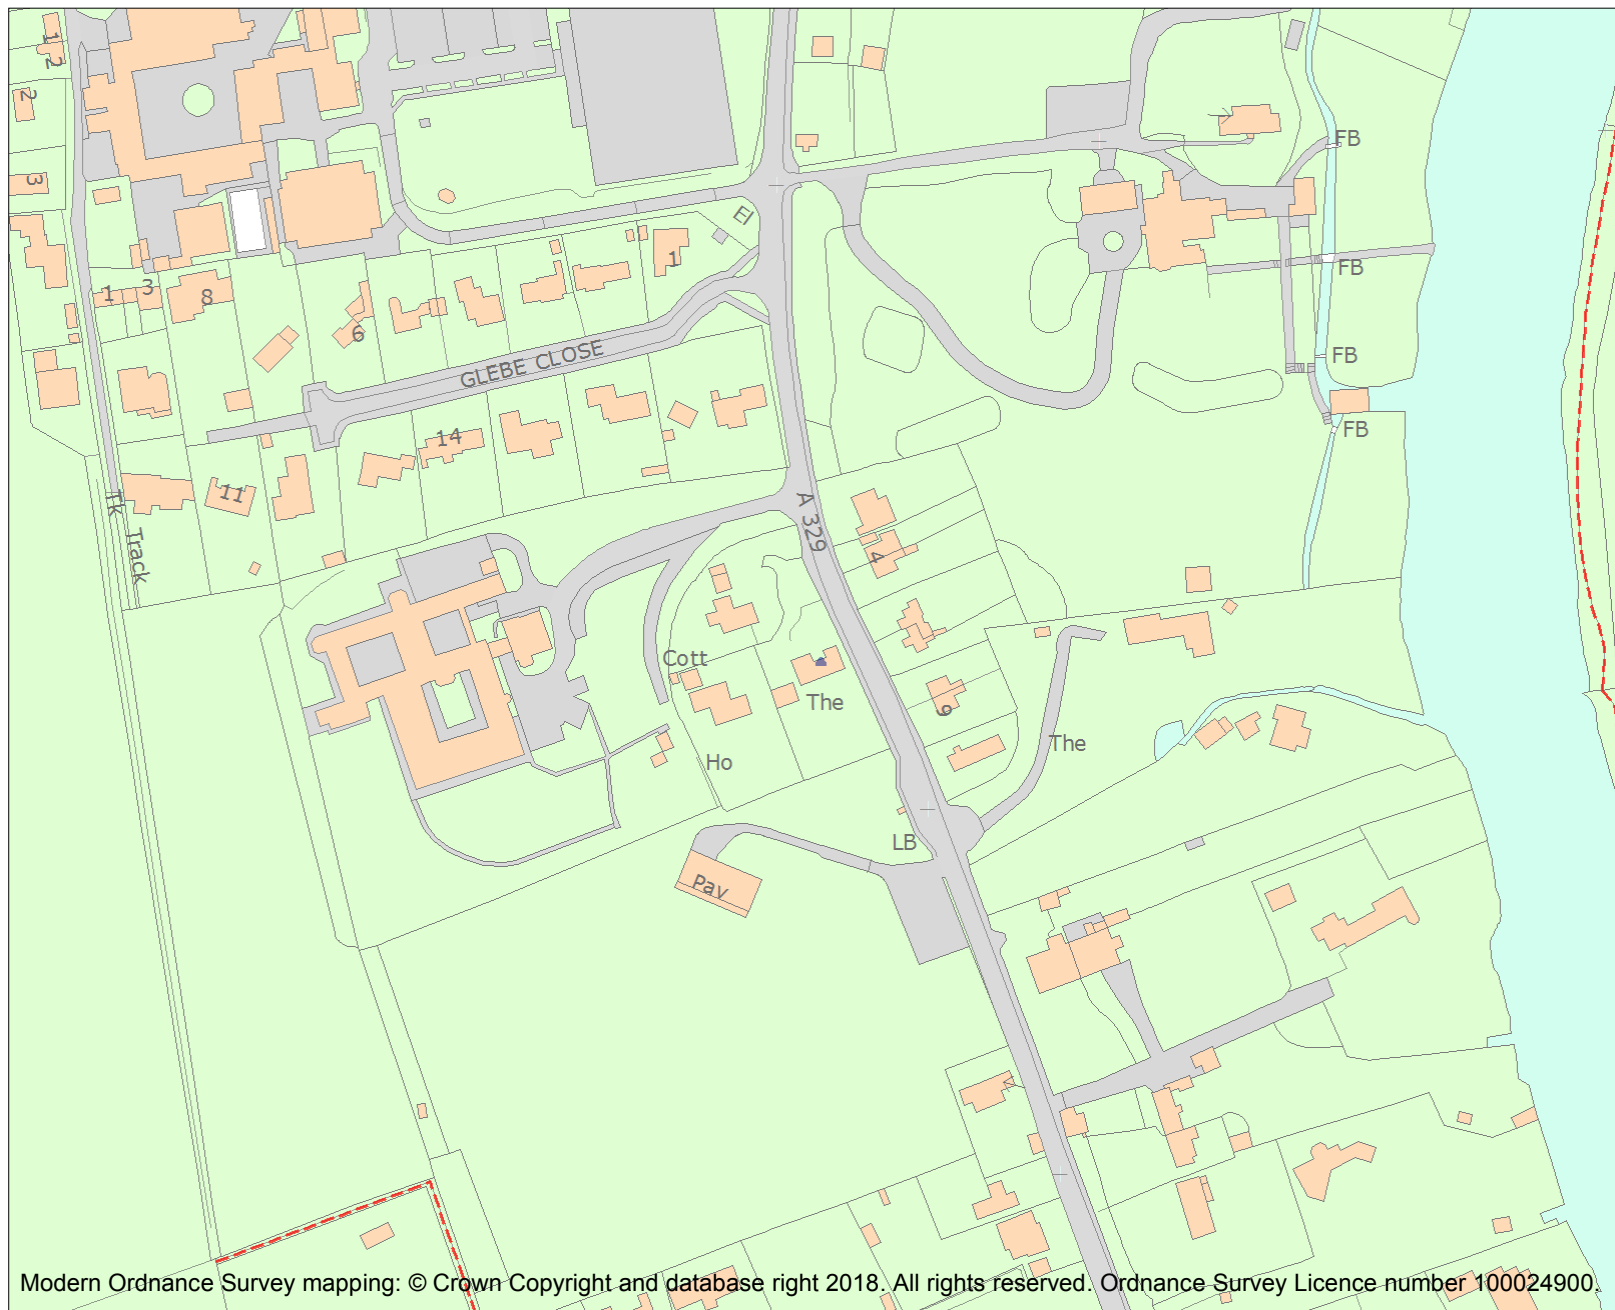 1
2
2
3
El
1
1
3
8
6
GLEBE CLOSE
14
11
Tk
Track
A 329
4
FB
FB
FB
FB
Cott
The
Ho
9
The
LB
Pav
Modern Ordnance Survey mapping: © Crown Copyright and database right 2018. All rights reserved. Ordnance Survey Licence number 100024900.